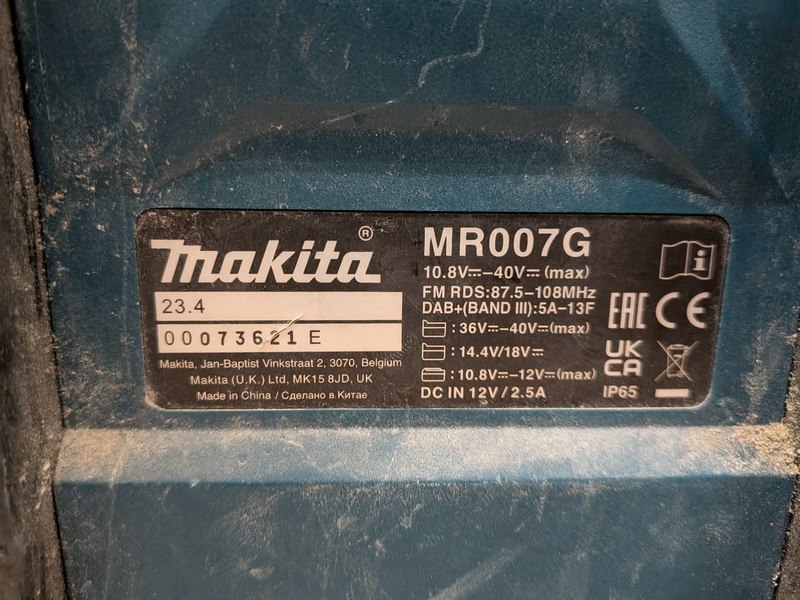 Makita®
23.4
00073621 E
Makita, Jan-Baptist Vinkstraat 2, 3070, Belgium
Makita (U.K.) Ltd, MK15 8JD, UK
Made in China / Сделано в Китае
MR007G
10.8V⎓–40V⎓(max)
FM RDS:87.5–108MHz
DAB+(BAND III):5A–13F
: 36V⎓–40V⎓(max)
: 14.4V/18V⎓
: 10.8V⎓–12V⎓(max)
DC IN 12V / 2.5A
i
EAC CE
UK
CA
IP65